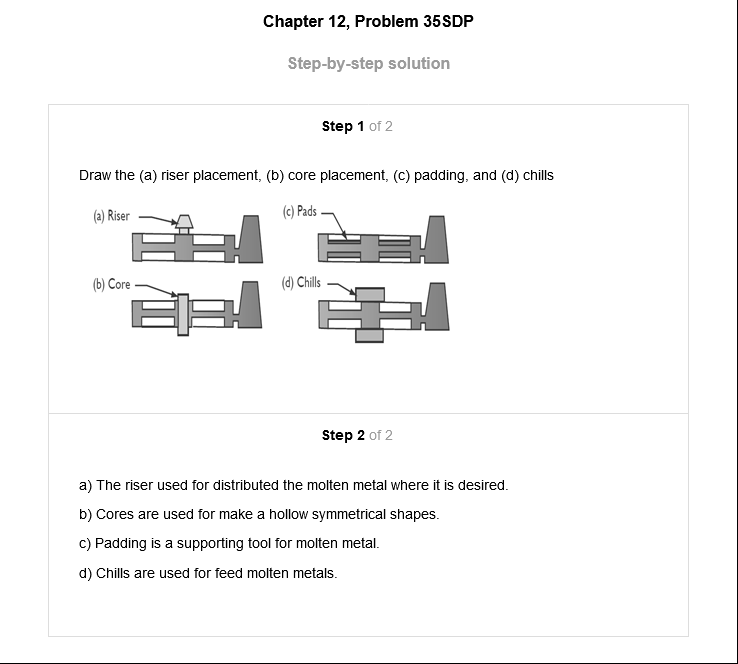 Chapter 12, Problem 35SDP
Step-by-step solution
Step 1 of 2
Draw the (a) riser placement, (b) core placement, (c) padding, and (d) chills
(a) Riser
(c) Pads
(b) Core
(d) Chills
Step 2 of 2
a) The riser used for distributed the molten metal where it is desired.
b) Cores are used for make a hollow symmetrical shapes.
c) Padding is a supporting tool for molten metal.
d) Chills are used for feed molten metals.